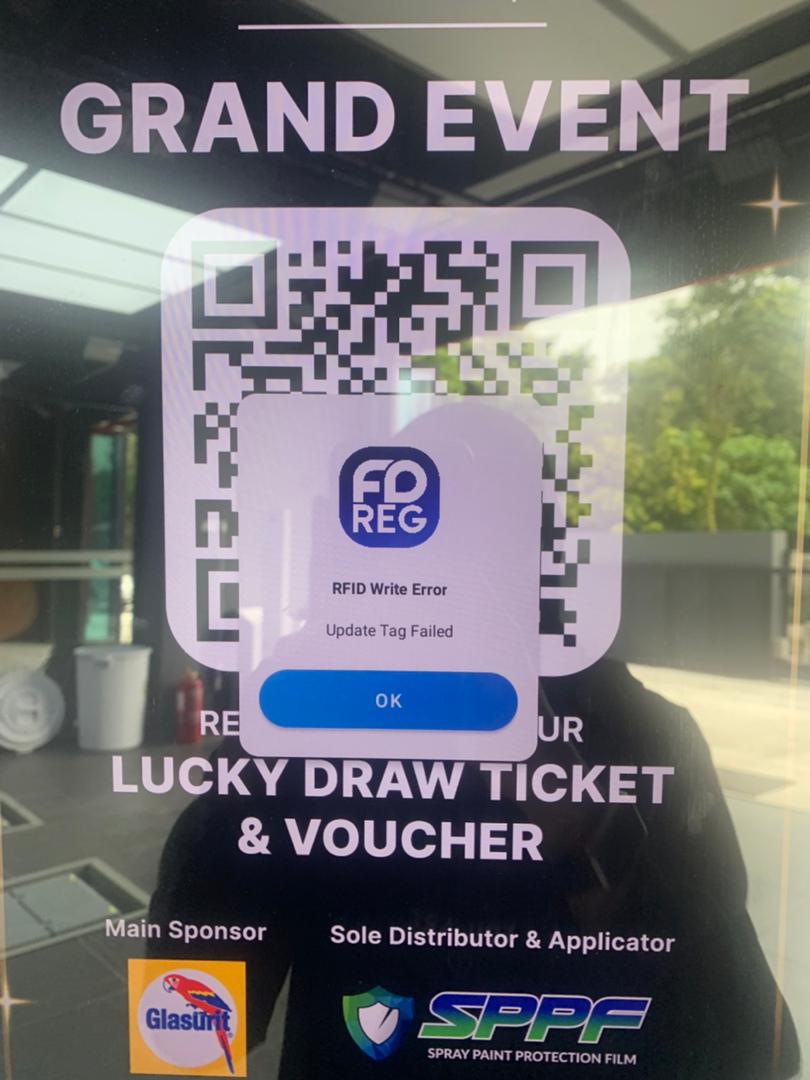 GRAND EVENT
FD
REG
RFID Write Error
Update Tag Failed
OK
RE
UR
LUCKY DRAW TICKET
& VOUCHER
Main Sponsor
Sole Distributor & Applicator
Glasurit
SPPF
SPRAY PAINT PROTECTION FILM